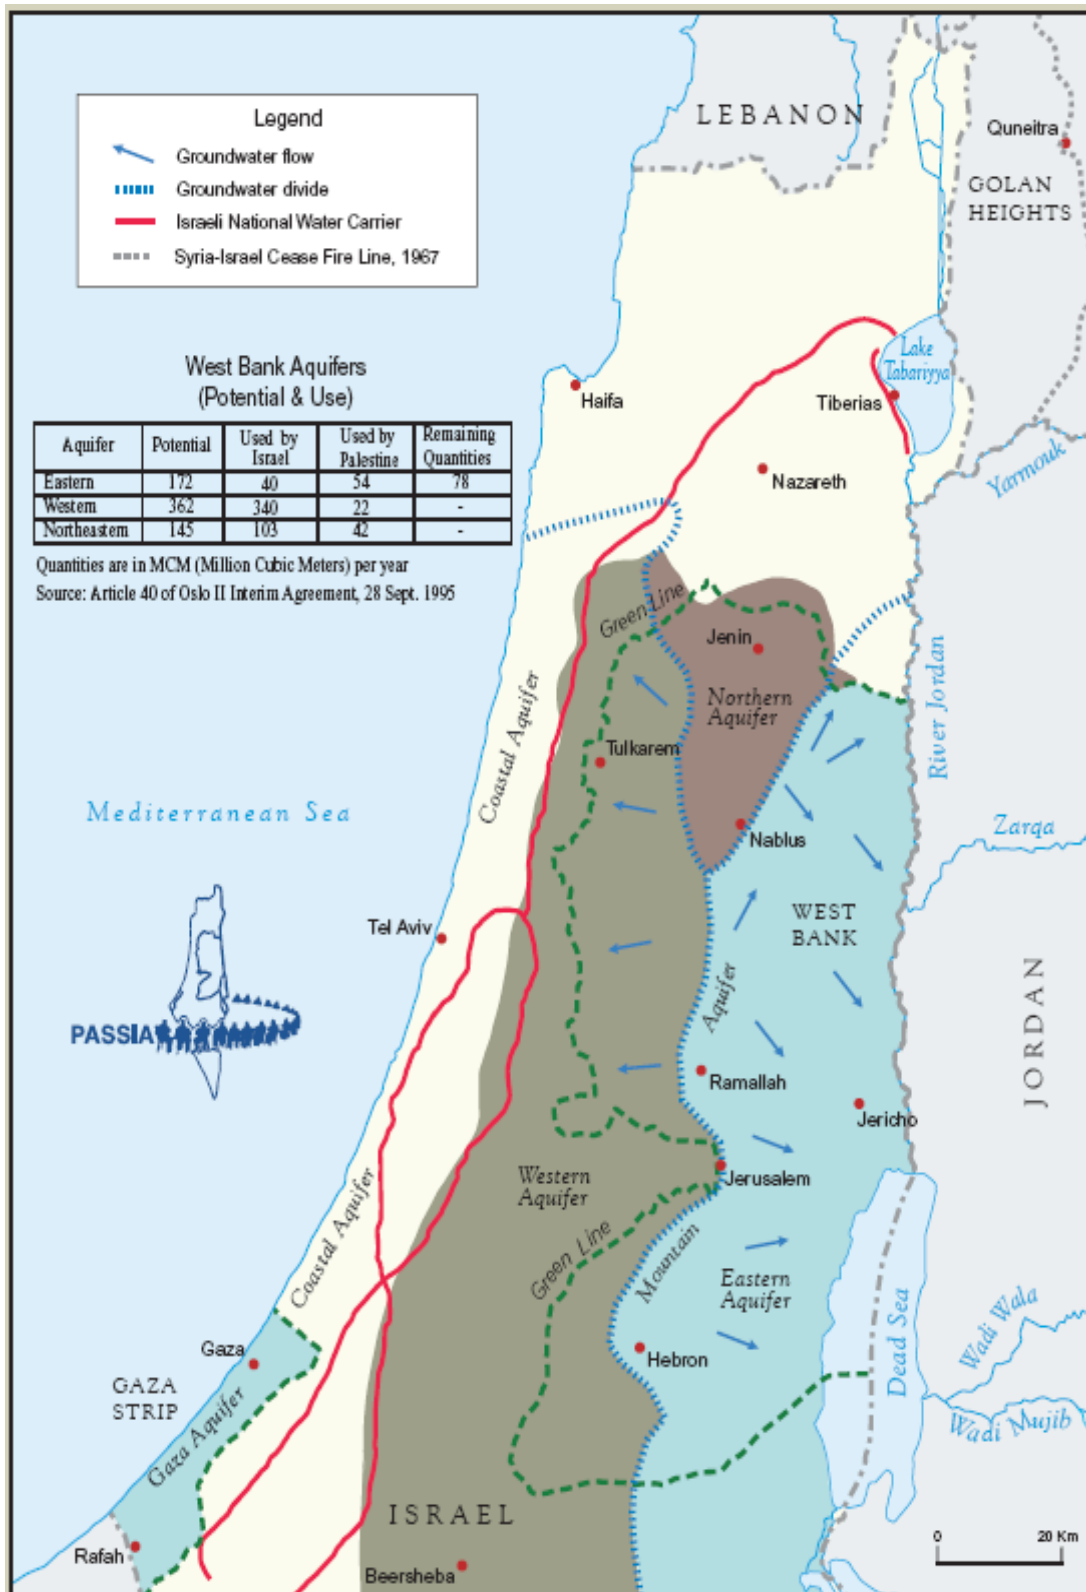 Legend
Groundwater flow
Groundwater divide
Israeli National Water Carrier
Syria-Israel Cease Fire Line, 1967
West Bank Aquifers
(Potential & Use)
Aquifer Potential Used by Israel Used by Palestine Remaining Quantities
Eastern 172 40 54 78
Western 362 340 22 -
Northeastern 145 103 42 -
Quantities are in MCM (Million Cubic Meters) per year
Source: Article 40 of Oslo II Interim Agreement, 28 Sept. 1995
LEBANON
Quneitra
GOLAN
HEIGHTS
Lake
Tabariyya
Haifa
Tiberias
Nazareth
Yarmouk
Green Line
Jenin
Northern
Aquifer
Coastal Aquifer
Tulkarem
River Jordan
Mediterranean Sea
Nablus
Zarqa
WEST
BANK
Tel Aviv
Aquifer
PASSIA
JORDAN
Ramallah
Jericho
Western
Aquifer
Jerusalem
Coastal Aquifer
Green Line
Mountain
Eastern
Aquifer
Dead Sea
Wadi Wala
Gaza
Hebron
GAZA
STRIP
Gaza Aquifer
Wadi Mujib
ISRAEL
Rafah
Beersheba
0 20 Km